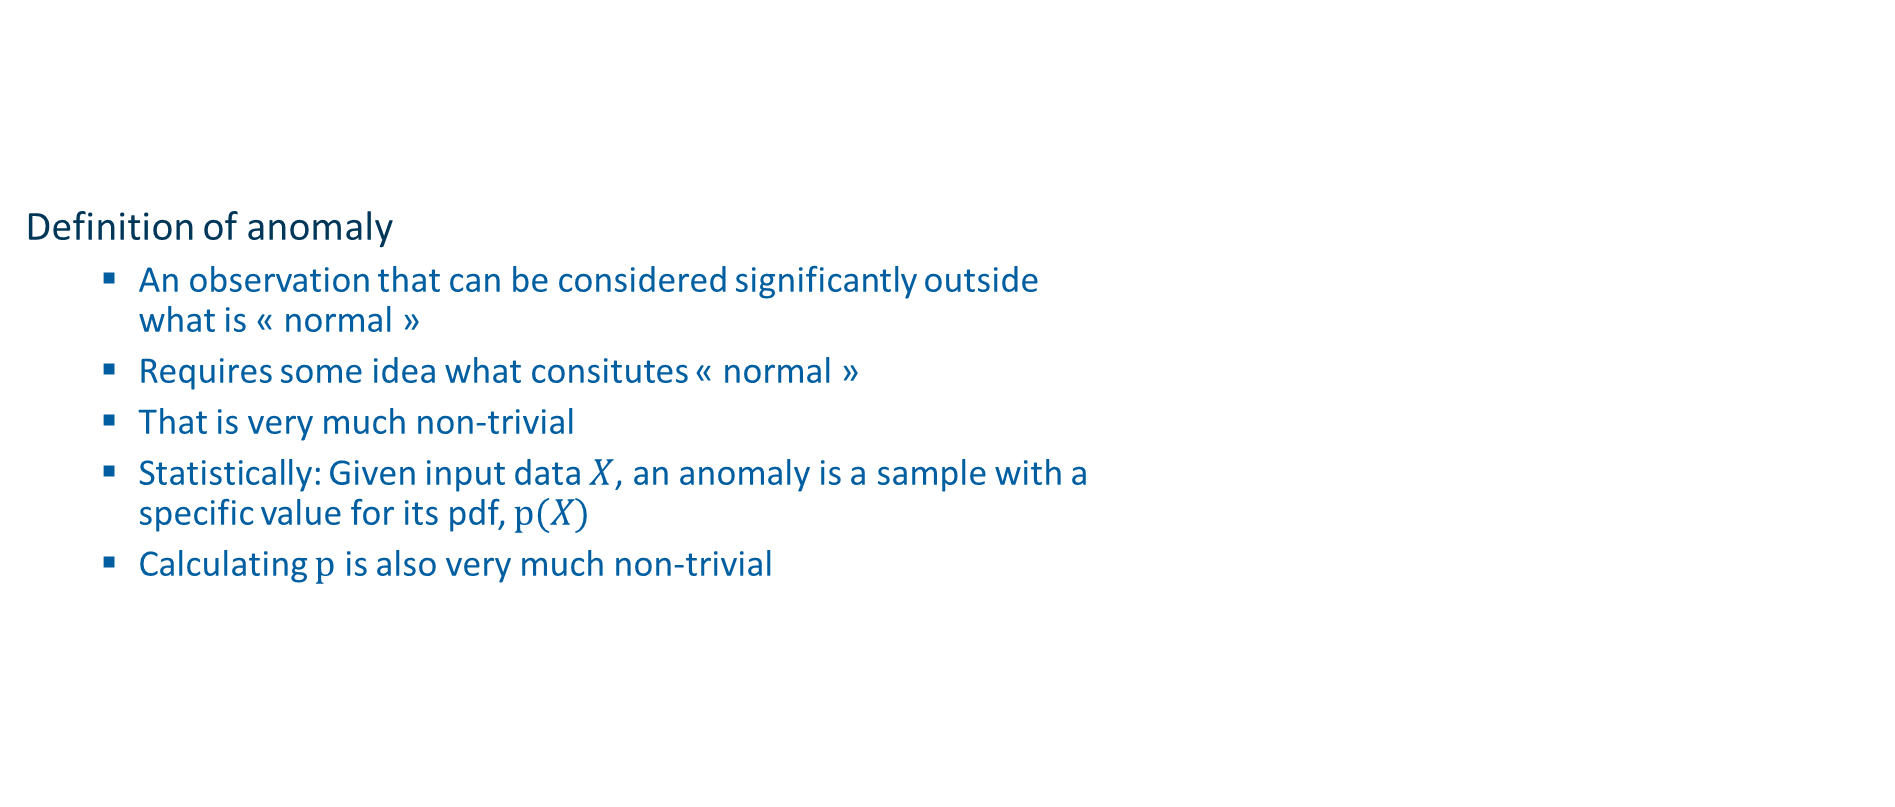 Definition of anomaly
▪ An observation that can be considered significantly outside
what is « normal »
▪ Requires some idea what consitutes « normal »
▪ That is very much non-trivial
▪ Statistically: Given input data X, an anomaly is a sample with a
specific value for its pdf, p(X)
▪ Calculating p is also very much non-trivial